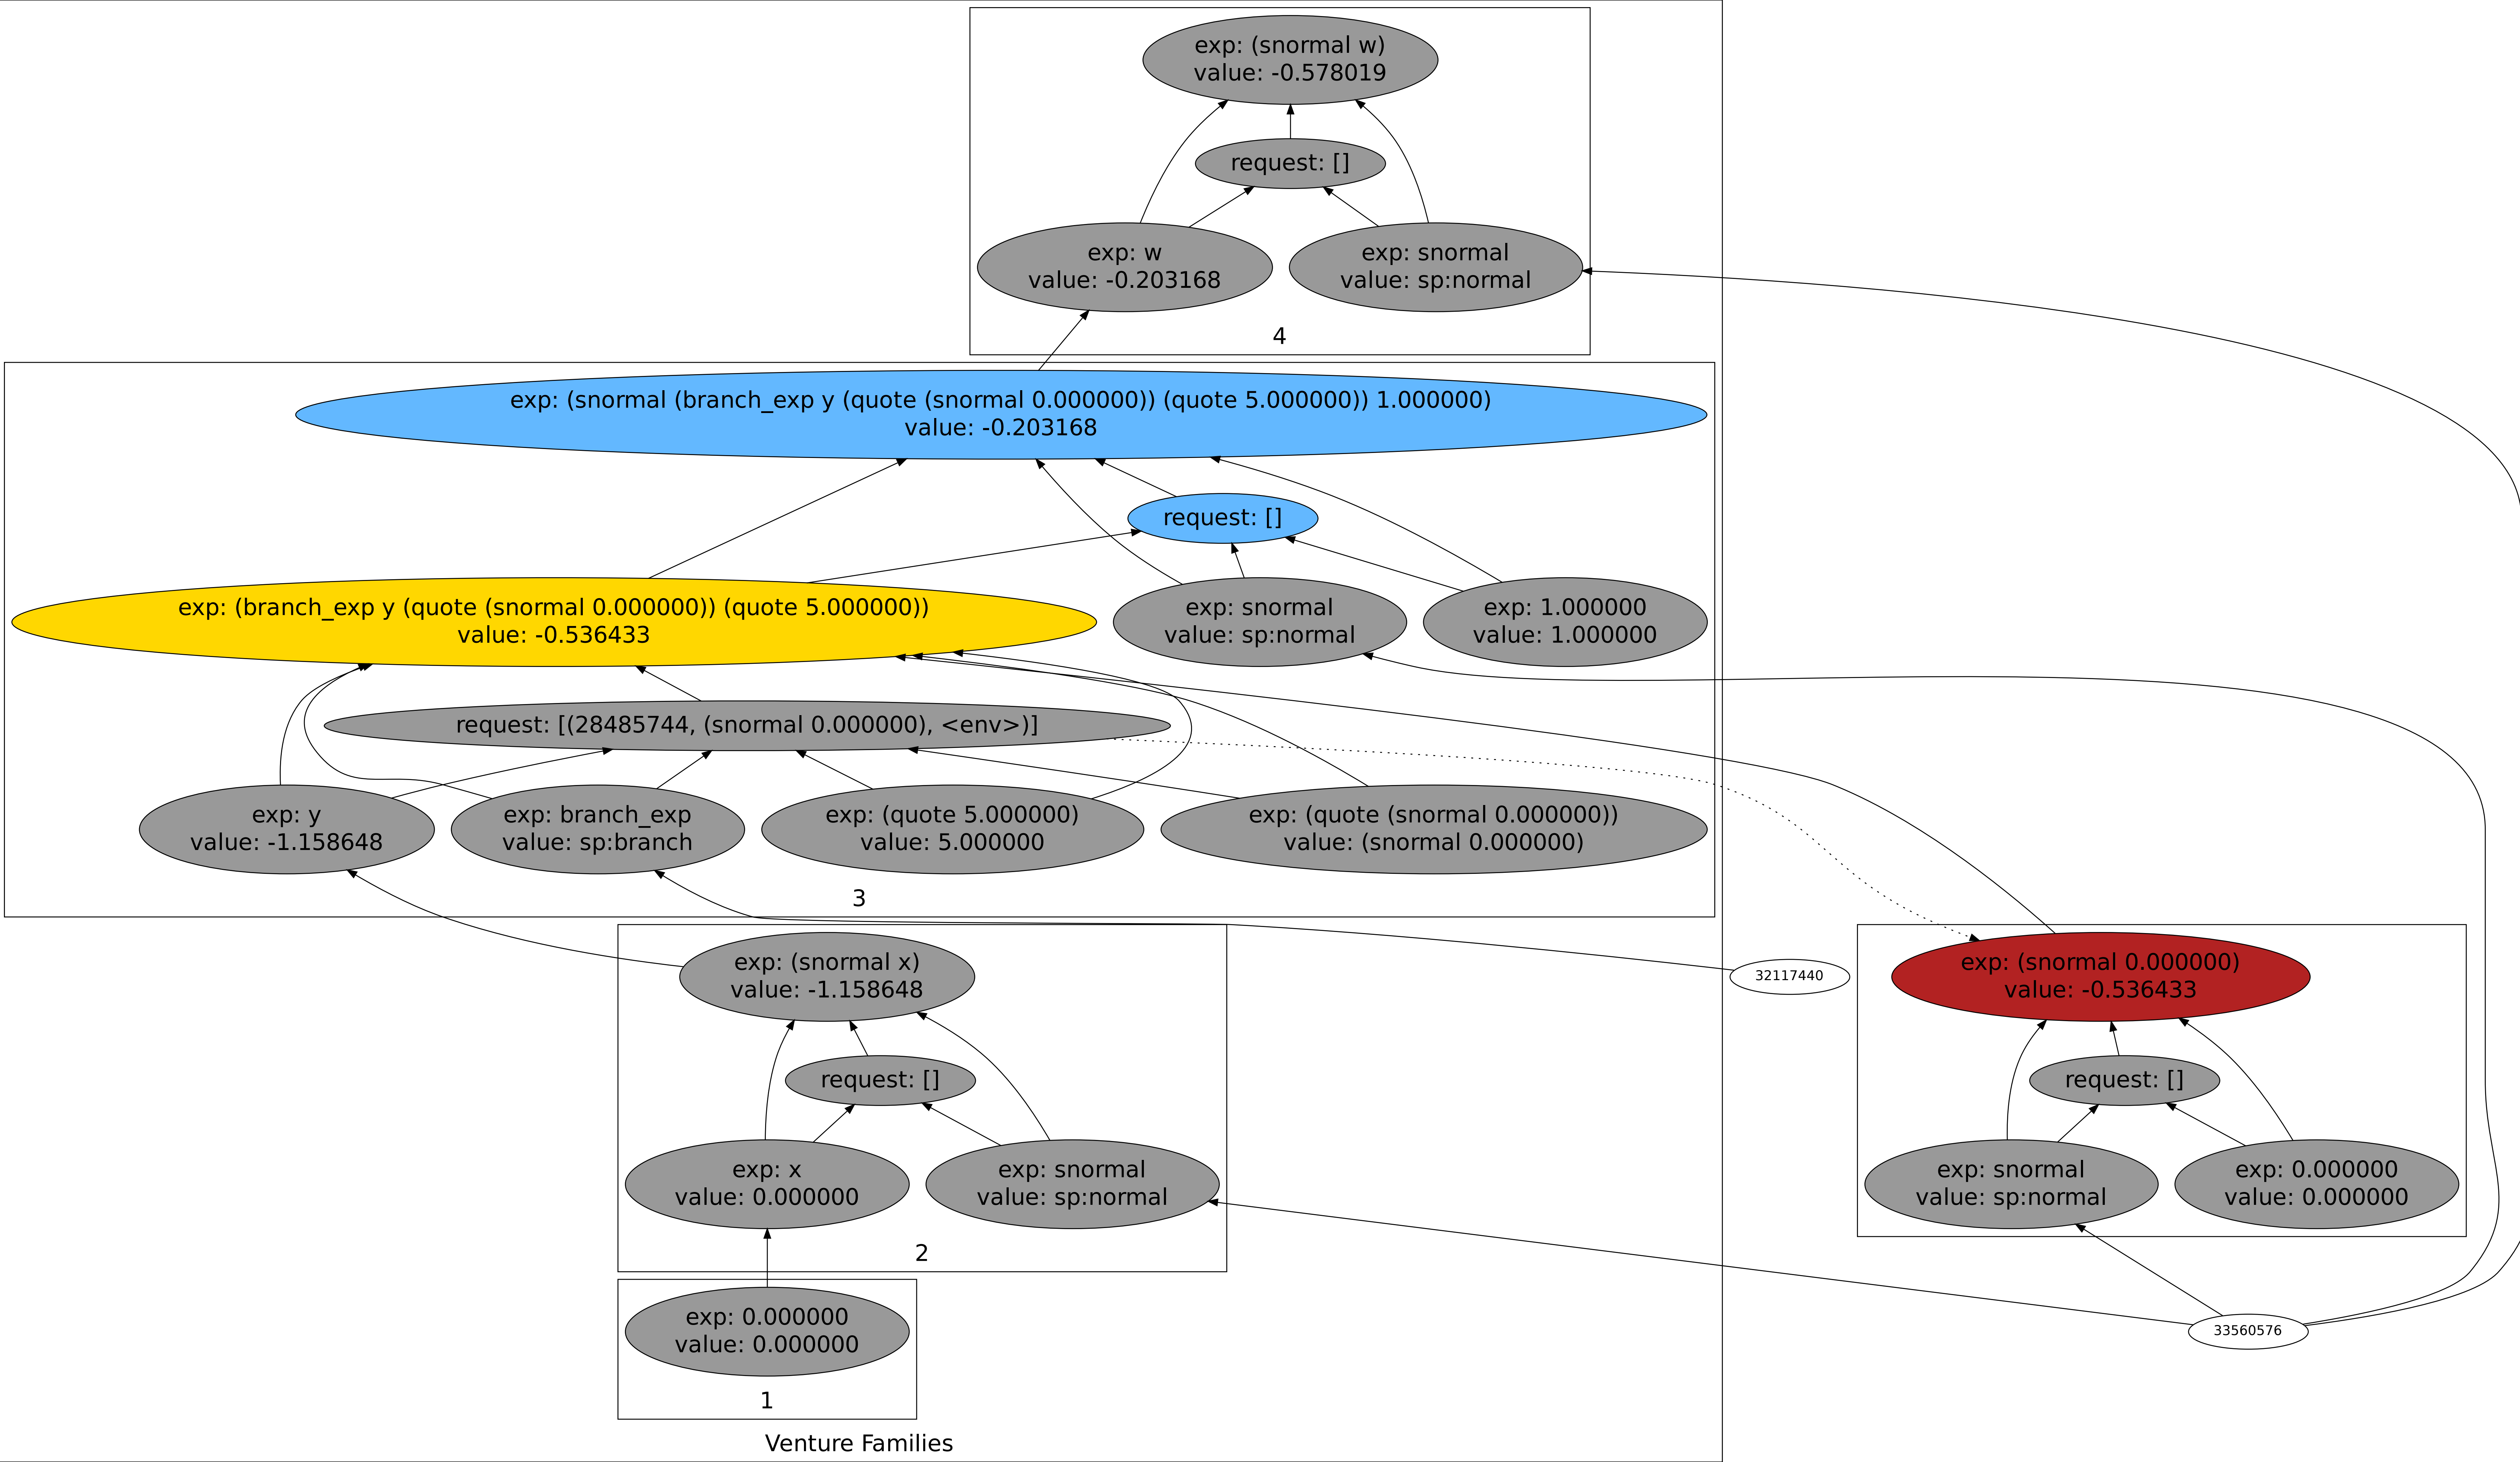 exp: (snormal w)
value: -0.578019
request: []
exp: w
value: -0.203168
exp: snormal
value: sp:normal
4
exp: (snormal (branch_exp y (quote (snormal 0.000000)) (quote 5.000000)) 1.000000)
value: -0.203168
request: []
exp: (branch_exp y (quote (snormal 0.000000)) (quote 5.000000))
value: -0.536433
exp: snormal
value: sp:normal
exp: 1.000000
value: 1.000000
request: [(28485744, (snormal 0.000000), <env>)]
exp: y
value: -1.158648
exp: branch_exp
value: sp:branch
exp: (quote 5.000000)
value: 5.000000
exp: (quote (snormal 0.000000))
value: (snormal 0.000000)
3
exp: (snormal x)
value: -1.158648
32117440
exp: (snormal 0.000000)
value: -0.536433
request: []
request: []
exp: x
value: 0.000000
exp: snormal
value: sp:normal
exp: snormal
value: sp:normal
exp: 0.000000
value: 0.000000
2
exp: 0.000000
value: 0.000000
33560576
1
Venture Families